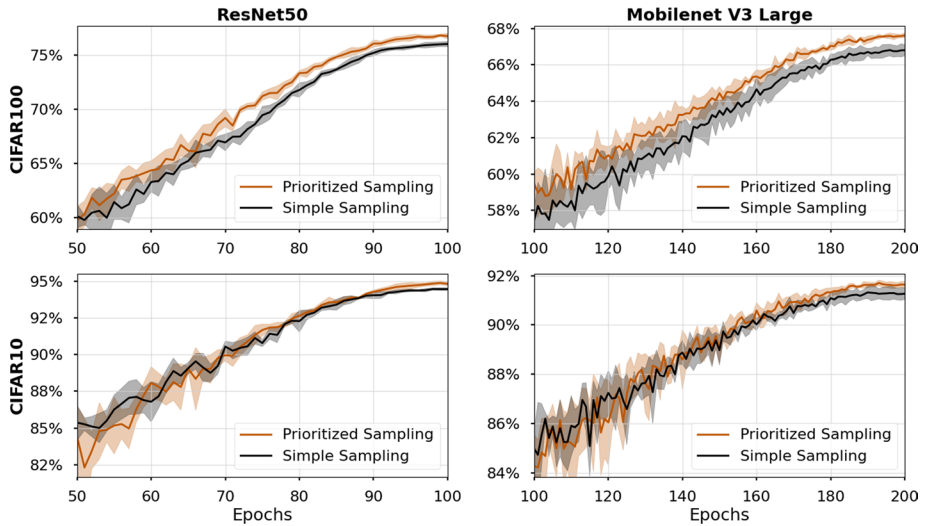 ResNet50
Mobilenet V3 Large
CIFAR100
75%
70%
65%
60%
Prioritized Sampling
Simple Sampling
50 60 70 80 90 100
68%
66%
64%
62%
60%
58%
Prioritized Sampling
Simple Sampling
100 120 140 160 180 200
CIFAR10
95%
92%
90%
88%
85%
82%
Prioritized Sampling
Simple Sampling
50 60 70 80 90 100
Epochs
92%
90%
88%
86%
84%
Prioritized Sampling
Simple Sampling
100 120 140 160 180 200
Epochs